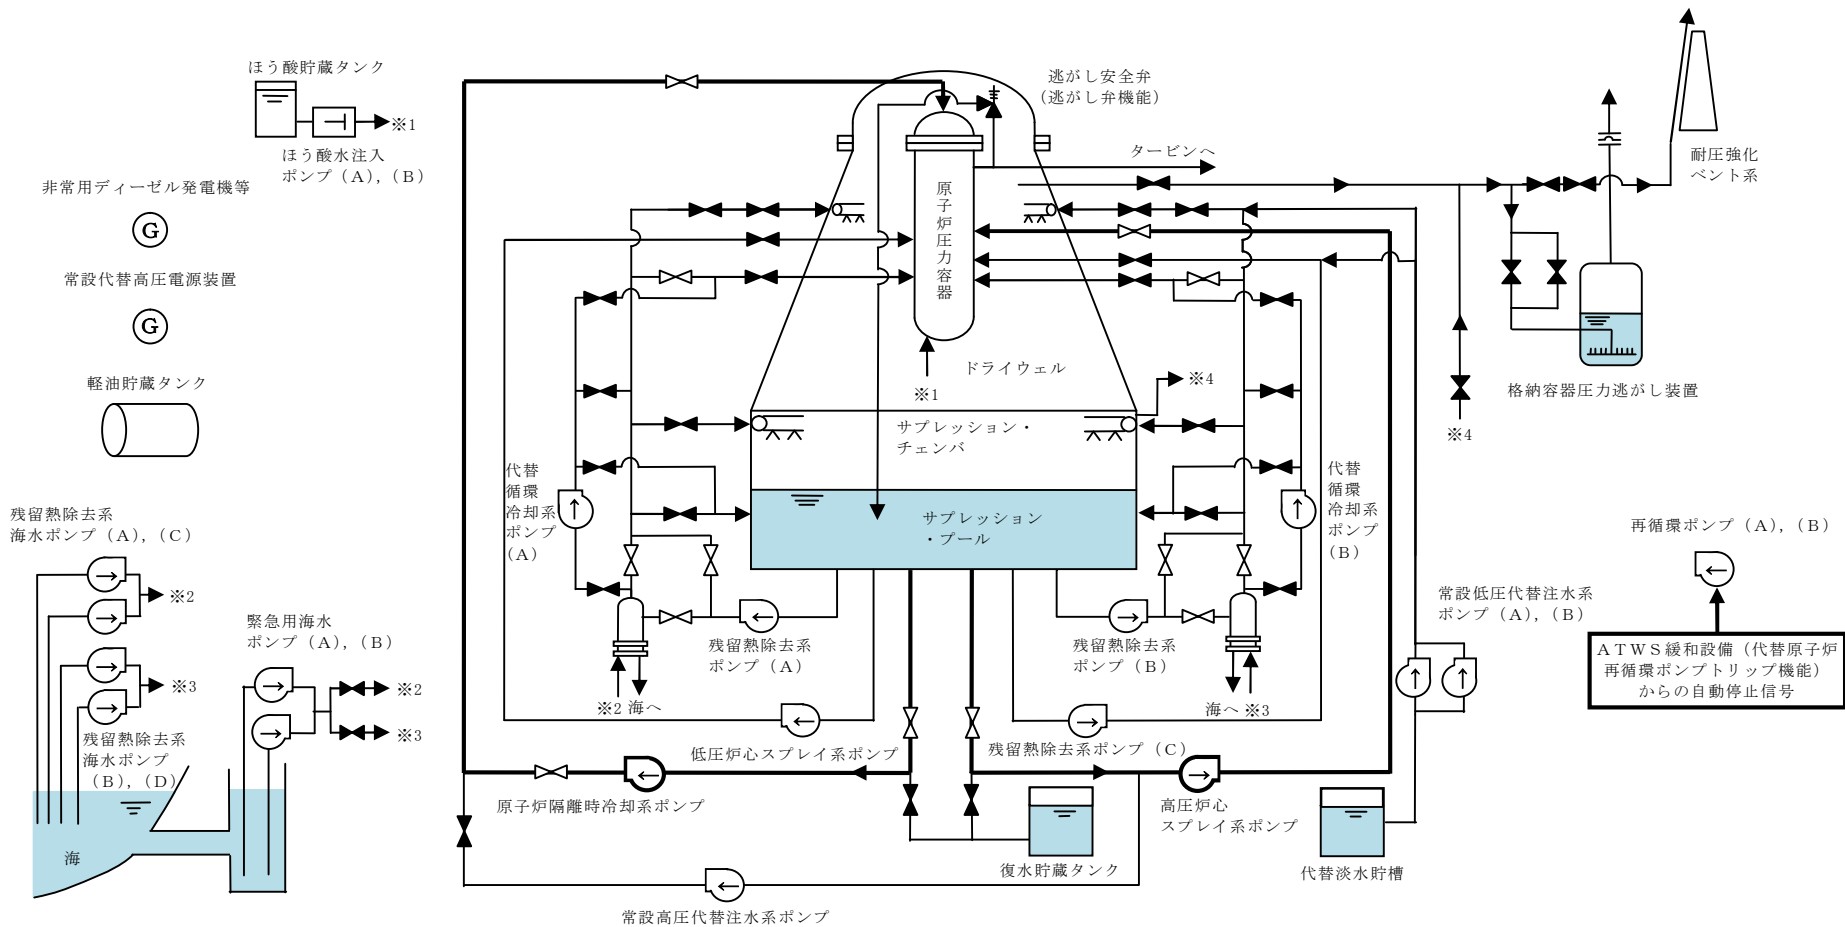 ほう酸貯蔵タンク
※1
ほう酸水注入
ポンプ（A），（B）
非常用ディーゼル発電機等
G
常設代替高圧電源装置
G
軽油貯蔵タンク
残留熱除去系
海水ポンプ（A），（C）
※2
※3
残留熱除去系
海水ポンプ
（B），（D）
海
緊急用海水
ポンプ（A），（B）
※2
※3
逃がし安全弁
（逃がし弁機能）
タービンへ
原子炉圧力容器
※1
ドライウェル
※4
サプレッション・
チェンバ
サプレッション
・プール
代替
循環
冷却系
ポンプ
（A）
代替
循環
冷却系
ポンプ
（B）
残留熱除去系
ポンプ（A）
残留熱除去系
ポンプ（B）
※2 海へ
海へ ※3
低圧炉心スプレイ系ポンプ
残留熱除去系ポンプ（C）
原子炉隔離時冷却系ポンプ
高圧炉心
スプレイ系ポンプ
復水貯蔵タンク
常設高圧代替注水系ポンプ
代替淡水貯槽
常設低圧代替注水系
ポンプ（A），（B）
耐圧強化
ベント系
格納容器圧力逃がし装置
※4
再循環ポンプ（A），（B）
ＡＴＷＳ緩和設備（代替原子炉
再循環ポンプトリップ機能）
からの自動停止信号